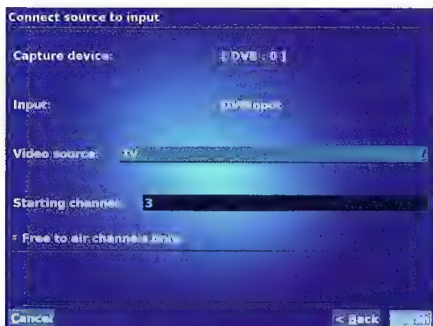 Connect source to input
Capture device: [ DVB : 0 ]
Input: DVBInput
Video source: TV
Starting channel: 3
Free to air channels only
Cancel < Back